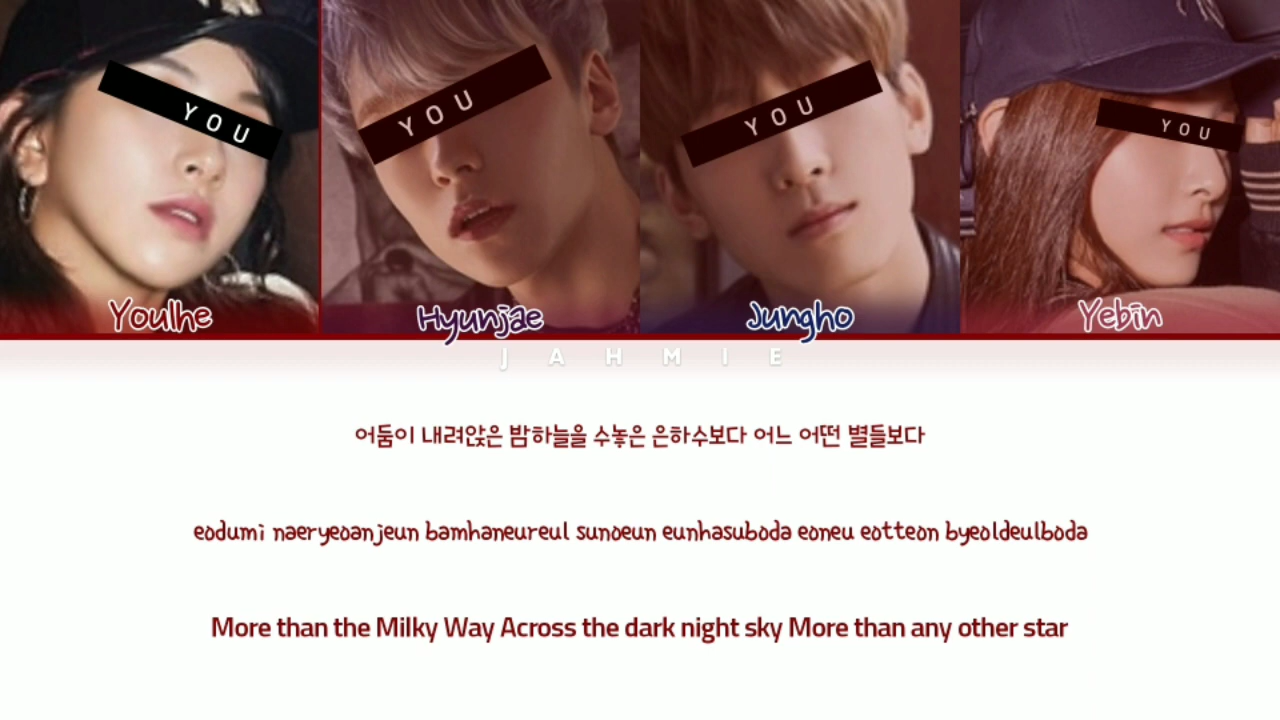 YOU
YOU
YOU
YOU
Youlhe
Hyunjae
Jungho
Yebin
JAHMIE
어둠이 내려앉은 밤하늘을 수놓은 은하수보다 어느 어떤 별들보다
eodumi naeryeoanjeun bamhaneureul sunoeun eunhasuboda eoneu eotteon byeoldeulboda
More than the Milky Way Across the dark night sky More than any other star